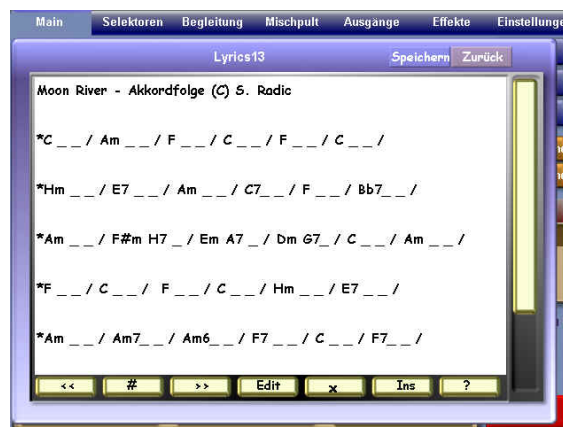 Main Selektoren Begleitung Mischpult Ausgänge Effekte Einstellunge
Lyrics13 Speichern Zurück
Moon River - Akkordfolge (C) S. Radic
*C _ _ / Am _ _ / F _ _ / C _ _ / F _ _ / C _ _ /
*Hm _ _ / E7 _ _ / Am _ _ / C7_ _ / F _ _ / Bb7_ _ /
*Am _ _ / F#m H7 _ / Em A7 _ / Dm G7_ / C _ _ / Am _ _ /
*F _ _ / C _ _ / F _ _ / C _ _ / Hm _ _ / E7 _ _ /
*Am _ _ / Am7_ _ / Am6_ _ / F7 _ _ / C _ _ / F7_ _ /
<< # >> Edit x Ins ?